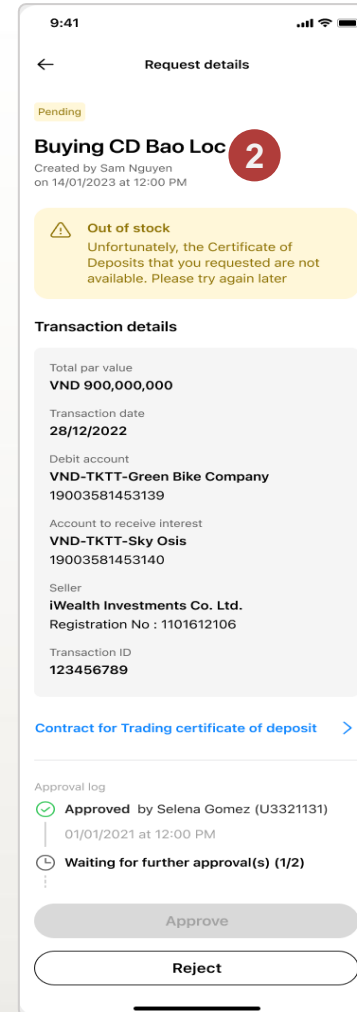 9:41
Request details
Pending
Buying CD Bao Loc
2
Created by Sam Nguyen
on 14/01/2023 at 12:00 PM
Out of stock
Unfortunately, the Certificate of
Deposits that you requested are not
available. Please try again later
Transaction details
Total par value
VND 900,000,000
Transaction date
28/12/2022
Debit account
VND-TKTT-Green Bike Company
19003581453139
Account to receive interest
VND-TKTT-Sky Osis
19003581453140
Seller
iWealth Investments Co. Ltd.
Registration No : 1101612106
Transaction ID
123456789
Contract for Trading certificate of deposit
Approval log
Approved by Selena Gomez (U3321131)
01/01/2021 at 12:00 PM
Waiting for further approval(s) (1/2)
Approve
Reject